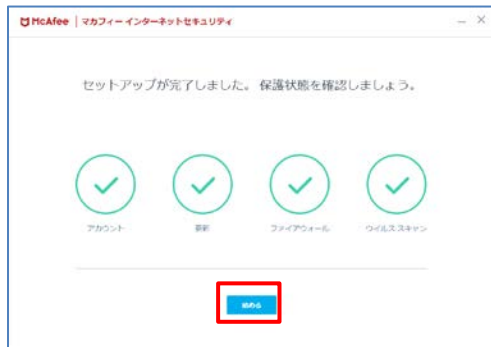 McAfee | マカフィー インターネットセキュリティ
セットアップが完了しました。 保護状態を確認しましょう。
アカウント 更新 ファイアウォール ウイルス スキャン
始める